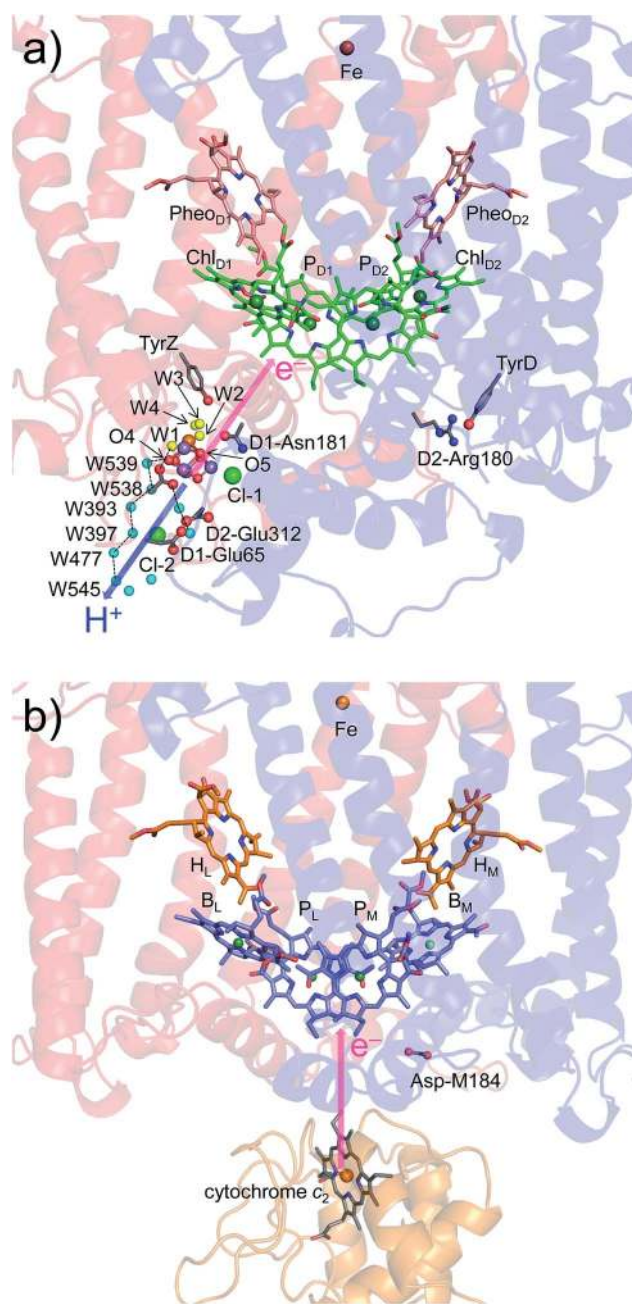 a)
Fe
PheoD1
PheoD2
ChlD1
PD1
PD2
ChlD2
TyrZ
e−
TyrD
W3
W4
W2
W1
O4
D1-Asn181
D2-Arg180
W539
O5
W538
Cl-1
W393
W397
D2-Glu312
W477
D1-Glu65
Cl-2
W545
H+
b)
Fe
HL
HM
BL
PL
PM
BM
e−
Asp-M184
cytochrome c2